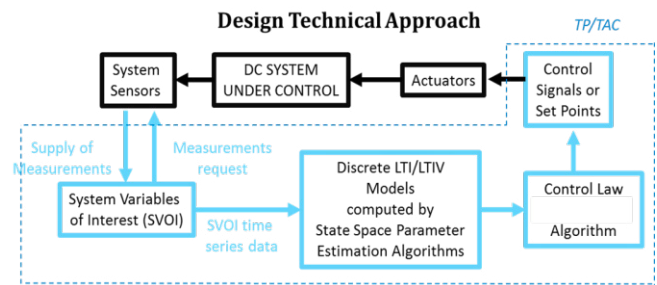 Design Technical Approach
TP/TAC
System
Sensors
DC SYSTEM
UNDER CONTROL
Actuators
Control
Signals or
Set Points
Supply of
Measurements
Measurements
request
System Variables
of Interest (SVOI)
SVOI time
series data
Discrete LTI/LTIV
Models
computed by
State Space Parameter
Estimation Algorithms
Control Law
Algorithm